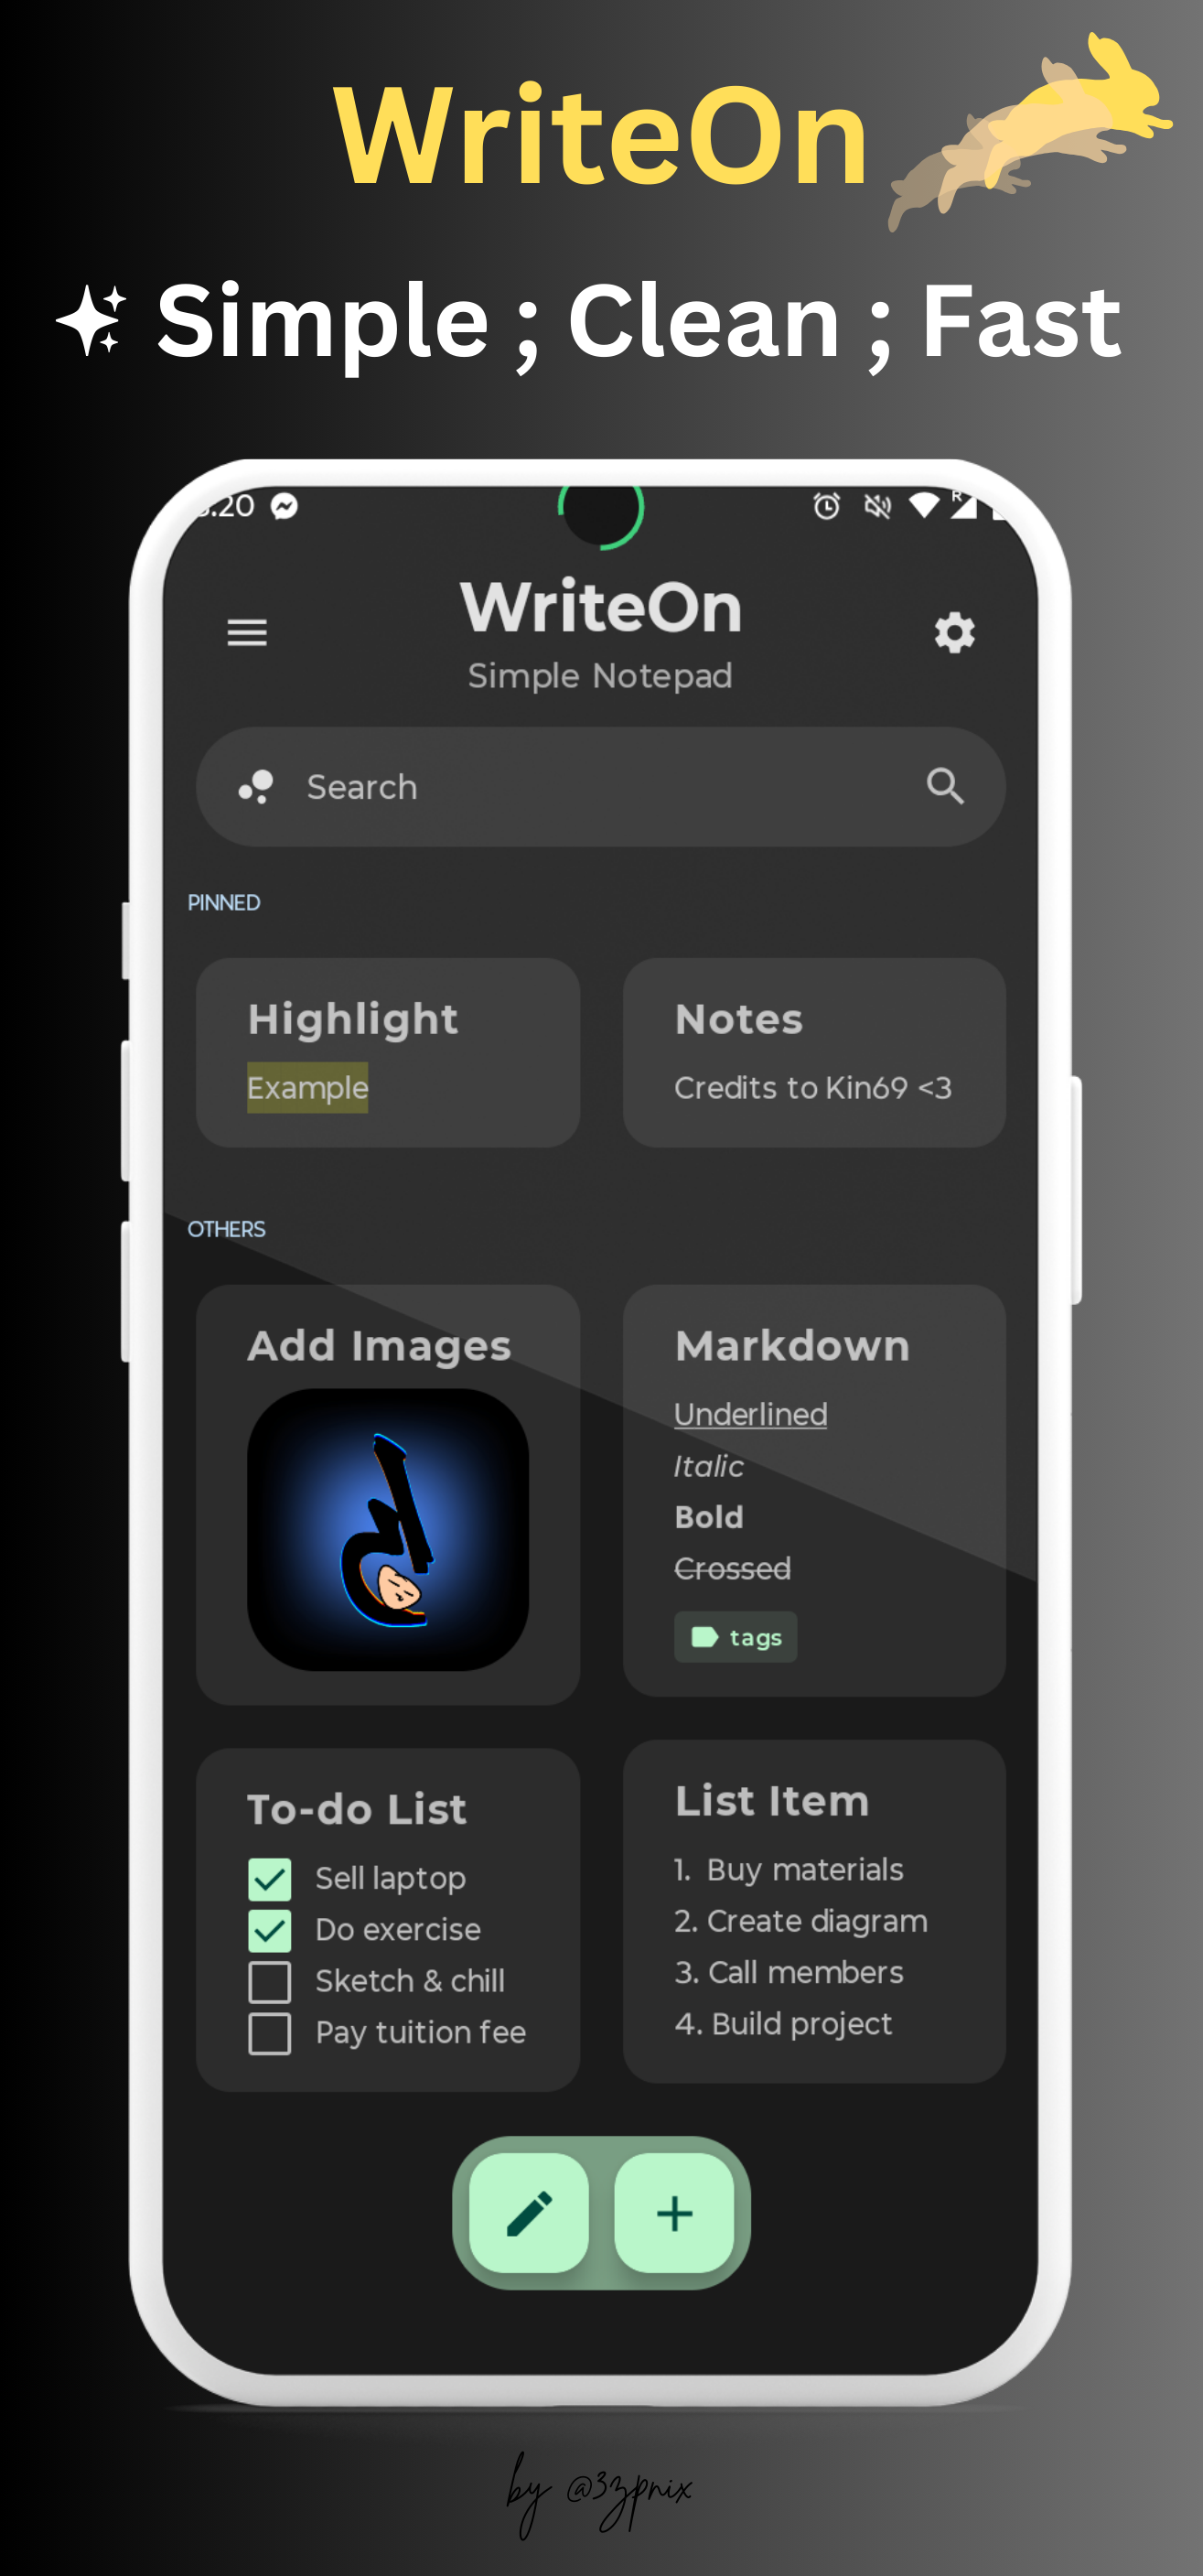 WriteOn
Simple ; Clean ; Fast
:20
WriteOn
Simple Notepad
Search
PINNED
Highlight
Example
Notes
Credits to Kin69 <3
OTHERS
Add Images
Markdown
Underlined
Italic
Bold
Crossed
tags
To-do List
Sell laptop
Do exercise
Sketch & chill
Pay tuition fee
List Item
1. Buy materials
2. Create diagram
3. Call members
4. Build project
by @3zpnix